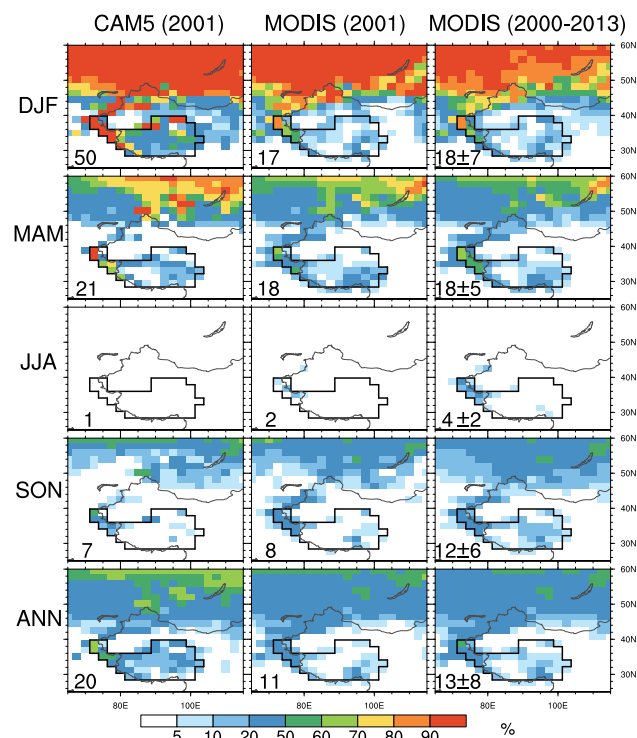 CAM5 (2001) MODIS (2001) MODIS (2000-2013)
60N
DJF
50N
40N
30N
50 17 18±7
60N
MAM
50N
40N
30N
21 18 18±5
60N
JJA
50N
40N
30N
1 2 4±2
60N
SON
50N
40N
30N
7 8 12±6
60N
ANN
50N
40N
30N
20 11 13±8
80E 100E 80E 100E 80E 100E
5 10 20 50 60 70 80 90 %